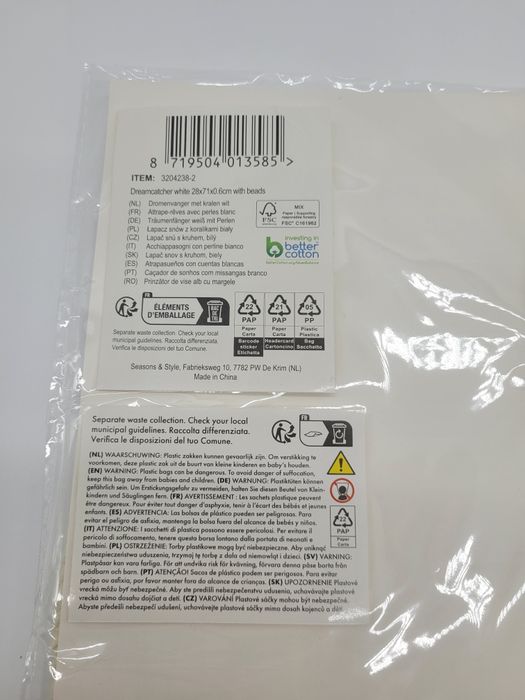 8 719504 013585 >
ITEM: 3204238-2
Dreamcatcher white 28x71x0.6cm with beads
(NL) Dromenvanger met kralen wit
(FR) Attrape-rêves avec perles blanc
(DE) Träumenfänger weiß mit Perlen
(PL) Łapacz snów z koralikami biały
(CZ) Lapač snů s kruhem, bílý
(IT) Acchiappasogni con perline bianco
(SK) Lapač snov s kruhem, biely
(ES) Atrapasueños con cuentas blancas
(PT) Caçador de sonhos com missangas branco
(RO) Prinzător de vise alb cu margele
FSC
MIX
Paper | Supporting responsible forestry
FSC® C161962
investing in
better
cotton
FR
ÉLÉMENTS
D'EMBALLAGE
BAC
DE
TRI
22
PAP
Paper
Carta
Barcode
sticker
Etichetta
21
PAP
Paper
Carta
Headercard
Cartoncino
05
PP
Plastic
Plastica
Bag
Sacchetto
Separate waste collection. Check your local
municipal guidelines. Raccolta differenziata.
Verifica le disposizioni del tuo Comune.
Seasons & Style, Fabrieksweg 10, 7782 PW De Krim (NL)
Made in China
Separate waste collection. Check your local
municipal guidelines. Raccolta differenziata.
Verifica le disposizioni del tuo Comune.
FR
(NL) WAARSCHUWING: Plastic zakken kunnen gevaarlijk zijn. Om verstikking te
voorkomen, deze plastic zak uit de buurt van kleine kinderen en baby's houden.
(EN) WARNING: Plastic bags can be dangerous. To avoid danger of suffocation,
keep this bag away from babies and children. (DE) WARNUNG: Plastiktüten können
gefährlich sein. Um Erstickungsgefahr zu vermeiden, halten Sie diesen Beutel von Klein-
kindern und Säuglingen fern. (FR) AVERTISSEMENT : Les sachets plastique peuvent
être dangereux. Pour éviter tout danger d'asphyxie, tenir à l'écart des bébés et jeunes
enfants. (ES) ADVERTENCIA: Las bolsas de plástico pueden ser peligrosas. Para
evitar el peligro de asfixia, mantenga la bolsa fuera del alcance de bebés y niños.
(IT) ATTENZIONE: I sacchetti di plastica possono essere pericolosi. Per evitare il
pericolo di soffocamento, tenere questa borsa lontano dalla portata di neonati e
bambini. (PL) OSTRZEŻENIE: Torby plastikowe mogą być niebezpieczne. Aby uniknąć
niebezpieczeństwa uduszenia, trzymaj tę torbę z dala od niemowląt i dzieci. (SV) VARNING:
Plastpåsar kan vara farliga. För att undvika risk för kvävning, förvara denna påse borta från
spädbarn och barn. (PT) ATENÇÃO! Sacos de plástico podem ser perigosos. Para evitar
perigo ou asfixia, por favor manter fora do alcance de crianças. (SK) UPOZORNENIE Plastové
vrecká môžu byť nebezpečné. Aby ste predišli nebezpečenstvu udusenia, uchovávajte plastové
vrecká mimo dosahu dojčiat a detí. (CZ) VAROVÁNÍ Plastové sáčky mohou být nebezpečné.
Abyste předešli nebezpečí udušení, uchovávejte plastové sáčky mimo dosah kojenců a dětí.
22
PAP
Paper
Carta